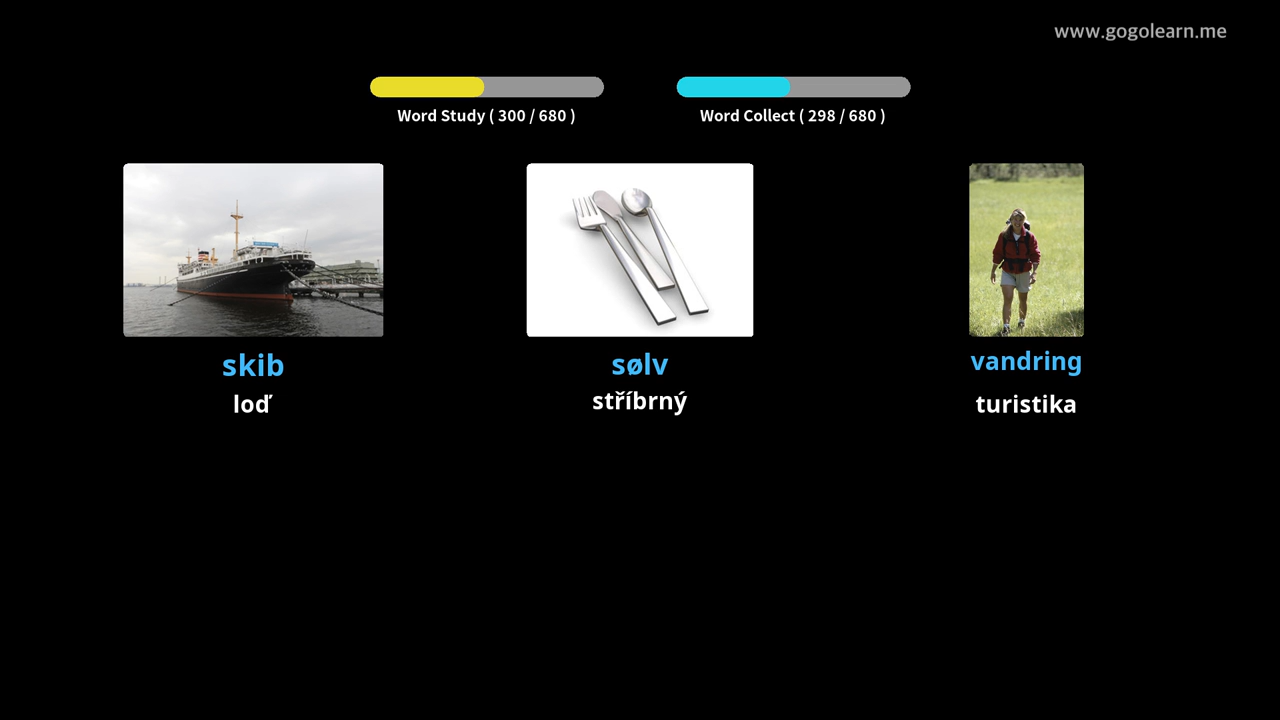 www.gogolearn.me
Word Study ( 300 / 680 )
Word Collect ( 298 / 680 )
skib
loď
sølv
stříbrný
vandring
turistika